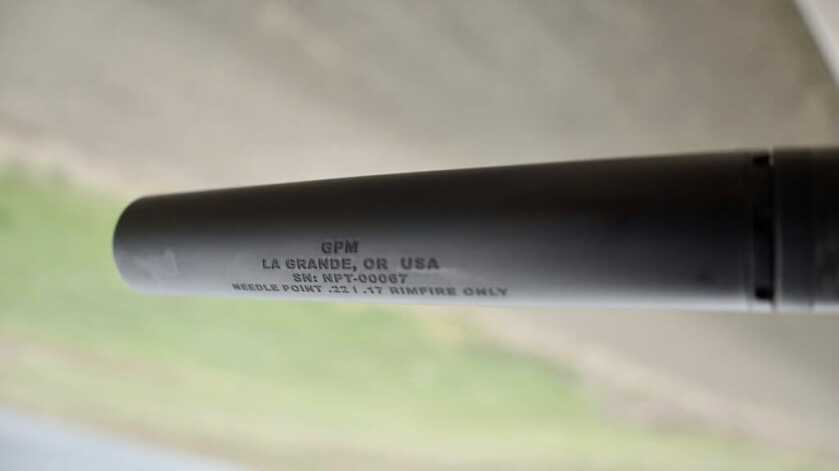 GPM
LA GRANDE, OR USA
SN: NPT-00067
NEEDLE POINT .22 | .17 RIMFIRE ONLY